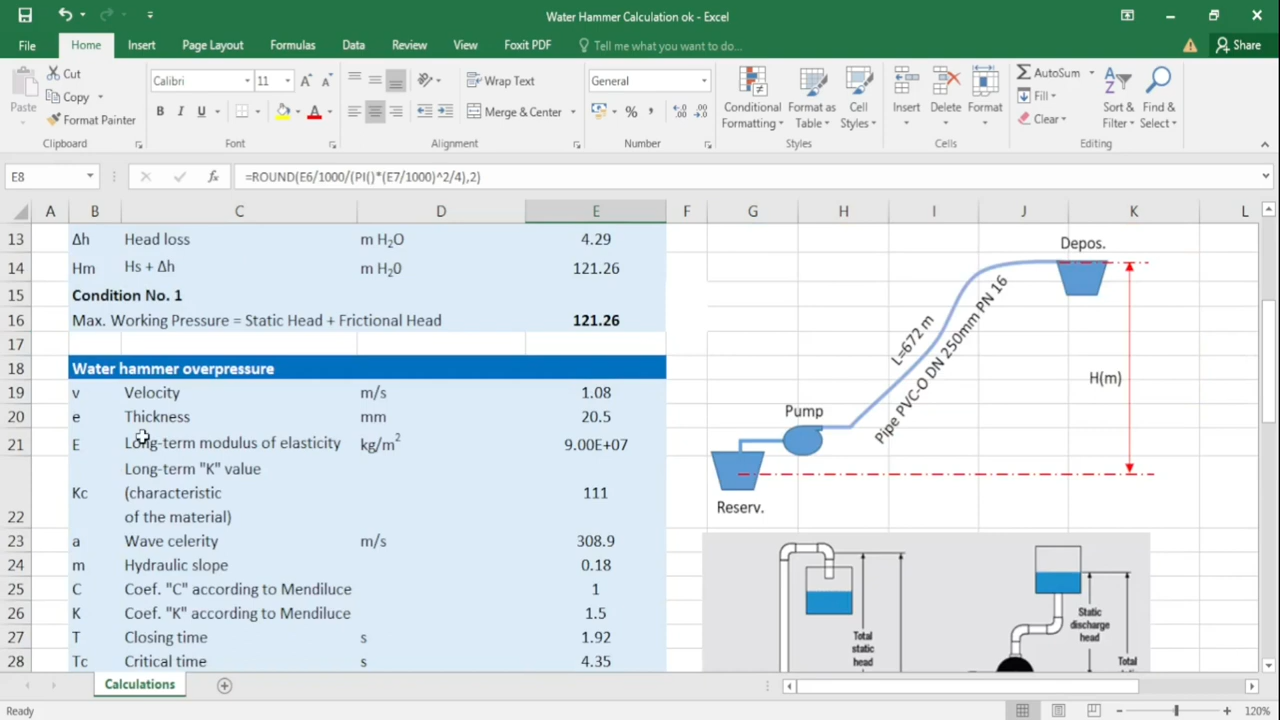 Water Hammer Calculation ok - Excel
File Home Insert Page Layout Formulas Data Review View Foxit PDF Tell me what you want to do... Share
Paste
Cut
Copy
Format Painter
Clipboard
Calibri 11
B I U
Font
Wrap Text
Merge & Center
Alignment
General
% ,
Number
Conditional Formatting
Format as Table
Cell Styles
Styles
Insert Delete Format
Cells
AutoSum
Fill
Clear
Sort & Filter
Find & Select
Editing
E8 fx =ROUND(E6/1000/(PI()*(E7/1000)^2/4),2)
A B C D E F G H I J K L
13 Δh Head loss m H2O 4.29
14 Hm Hs + Δh m H20 121.26
15 Condition No. 1
16 Max. Working Pressure = Static Head + Frictional Head 121.26
17
18 Water hammer overpressure
19 v Velocity m/s 1.08
20 e Thickness mm 20.5
21 E Long-term modulus of elasticity kg/m2 9.00E+07
Long-term "K" value
Kc (characteristic 111
22 of the material)
23 a Wave celerity m/s 308.9
24 m Hydraulic slope 0.18
25 C Coef. "C" according to Mendiluce 1
26 K Coef. "K" according to Mendiluce 1.5
27 T Closing time s 1.92
28 Tc Critical time s 4.35
Depos.
L=672 m
Pipe PVC-O DN 250mm PN 16
H(m)
Pump
Reserv.
Total
static
head
Static
discharge
head
Total
Calculations
Ready 120%